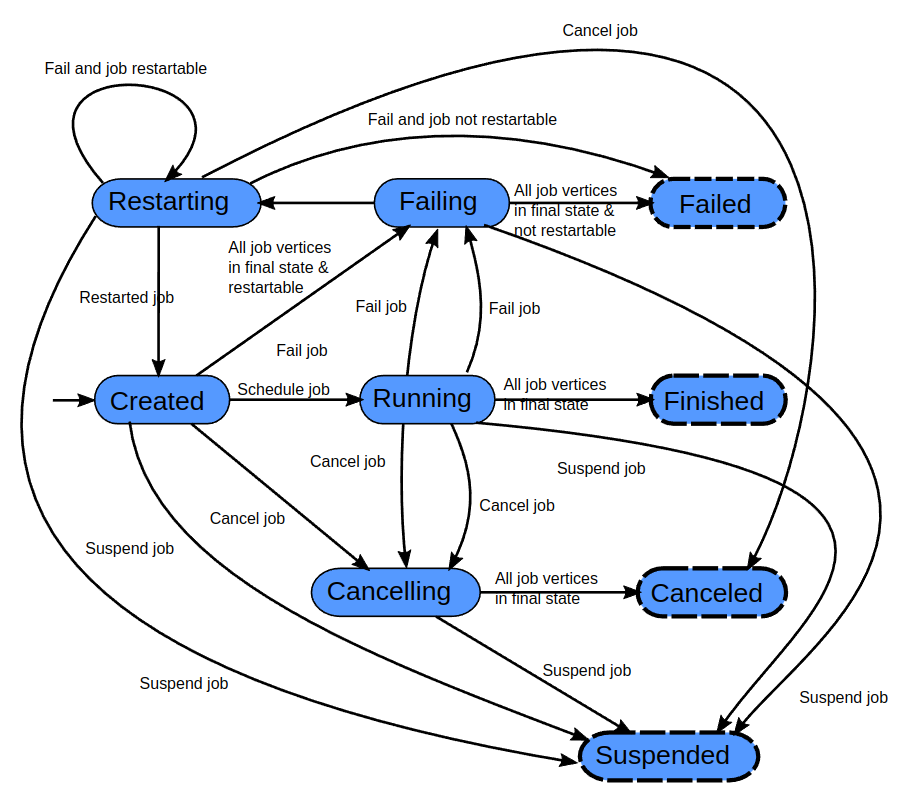 Cancel job
Fail and job restartable
Fail and job not restartable
Restarting
Failing
All job vertices
in final state &
not restartable
Failed
All job vertices
in final state &
restartable
Restarted job
Fail job
Fail job
Fail job
Created
Schedule job
Running
All job vertices
in final state
Finished
Cancel job
Suspend job
Cancel job
Cancel job
Suspend job
Cancelling
All job vertices
in final state
Canceled
Suspend job
Suspend job
Suspend job
Suspended